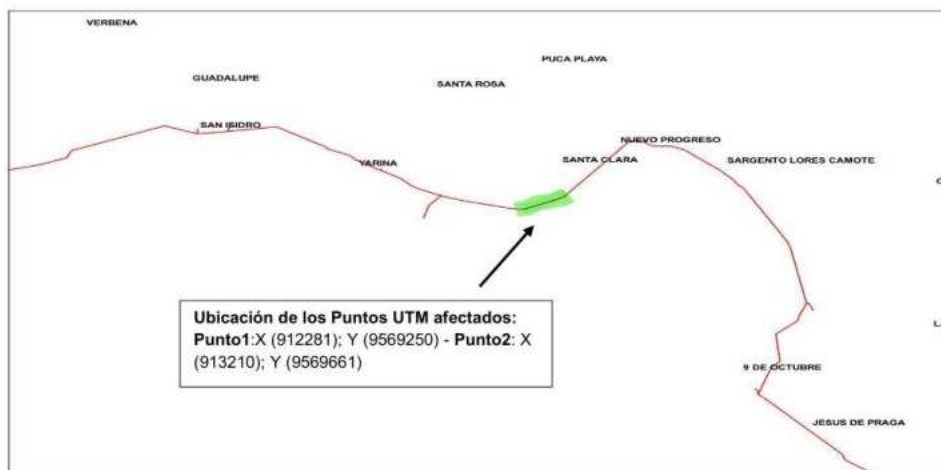 VERBENA
PUCA PLAYA
GUADALUPE
SANTA ROSA
SAN ISIDRO
NUEVO PROGRESO
YARINA
SANTA CLARA
SARGENTO LORES CAMOTE
Ubicación de los Puntos UTM afectados:
Punto1:X (912281); Y (9569250) - Punto2: X
(913210); Y (9569661)
9 DE OCTUBRE
JESUS DE PRAGA